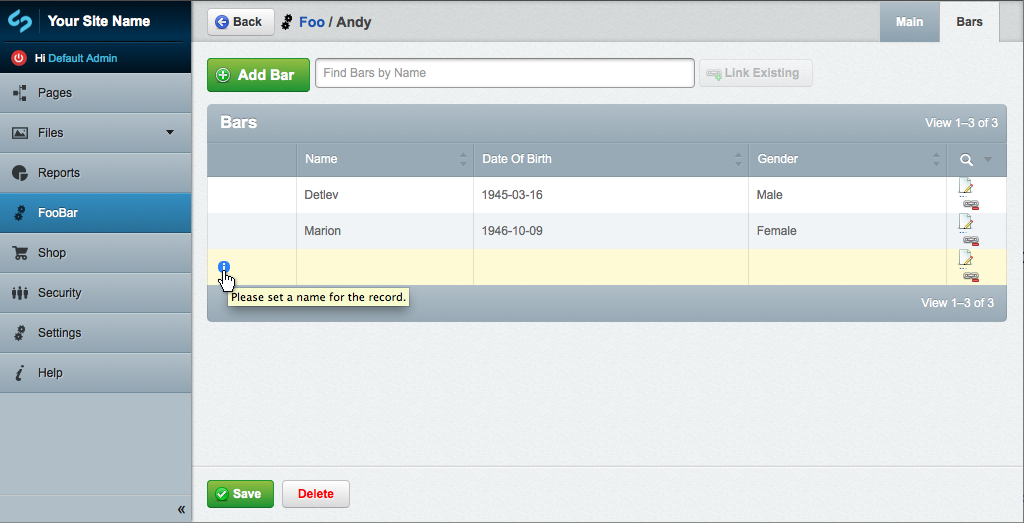 Your Site Name
Back
Foo / Andy
Main
Bars
Hi Default Admin
Pages
Files
Reports
FooBar
Shop
Security
Settings
Help
«
Add Bar
Find Bars by Name
Link Existing
Bars
View 1–3 of 3
Name
Date Of Birth
Gender
Detlev
1945-03-16
Male
Marion
1946-10-09
Female
Please set a name for the record.
View 1–3 of 3
Save
Delete